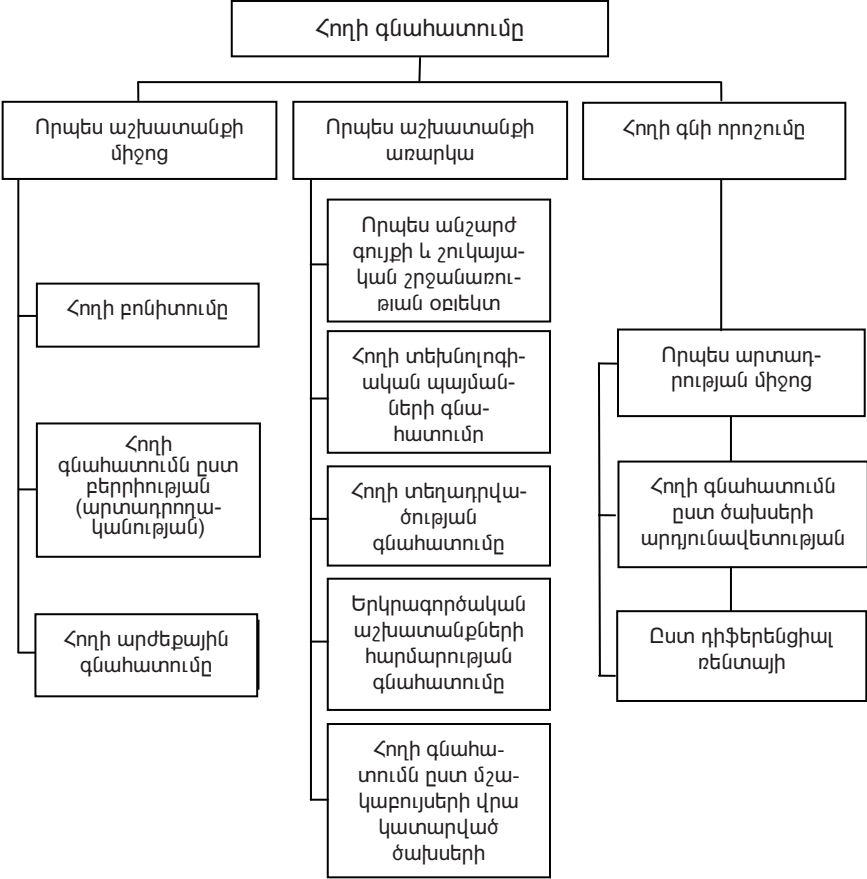 Հողի գնահատումը
Որպես աշխատանքի
միջոց
Որպես աշխատանքի
առարկա
Հողի գնի որոշումը
Հողի բոնիտումը
Հողի
գնահատումն ըստ
բերրիության
(արտադրողա-
կանության)
Հողի արժեքային
գնահատումը
Որպես անշարժ
գույքի և շուկայա-
կան շրջանառու-
թյան օբյեկտ
Հողի տեխնոլոգի-
ական պայման-
ների գնա-
հատումը
Հողի տեղադրվա-
ծության
գնահատումը
Երկրագործական
աշխատանքների
հարմարության
գնահատումը
Հողի գնահա-
տումն ըստ մշա-
կաբույսերի վրա
կատարված
ծախսերի
Որպես արտադ-
րության միջոց
Հողի գնահատումն
ըստ ծախսերի
արդյունավետության
Ըստ դիֆերենցիալ
ռենտայի